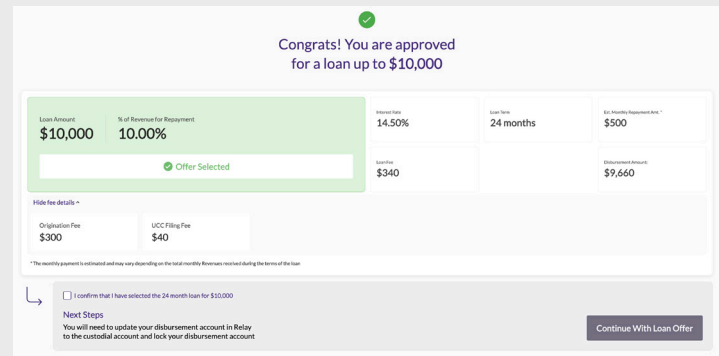 Congrats! You are approved
for a loan up to $10,000
Loan Amount
$10,000
% of Revenue for Repayment
10.00%
Offer Selected
Interest Rate
14.50%
Loan Term
24 months
Est. Monthly Repayment Amt. *
$500
Loan Fee
$340
Disbursement Amount:
$9,660
Hide fee details ^
Origination Fee
$300
UCC Filing Fee
$40
* The monthly payment is estimated and may vary depending on the total monthly Revenues received during the terms of the loan
I confirm that I have selected the 24 month loan for $10,000
Next Steps
You will need to update your disbursement account in Relay
to the custodial account and lock your disbursement account
Continue With Loan Offer